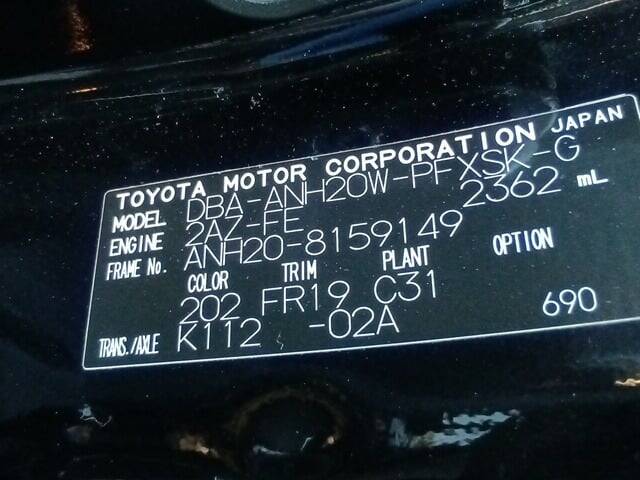 TOYOTA MOTOR CORPORATION JAPAN
MODEL DBA-ANH20W-PFXSK-G
ENGINE 2AZ-FE 2362 mL
FRAME No. ANH20-8159149
COLOR TRIM PLANT OPTION
202 FR19 C31
TRANS./AXLE K112 -02A 690